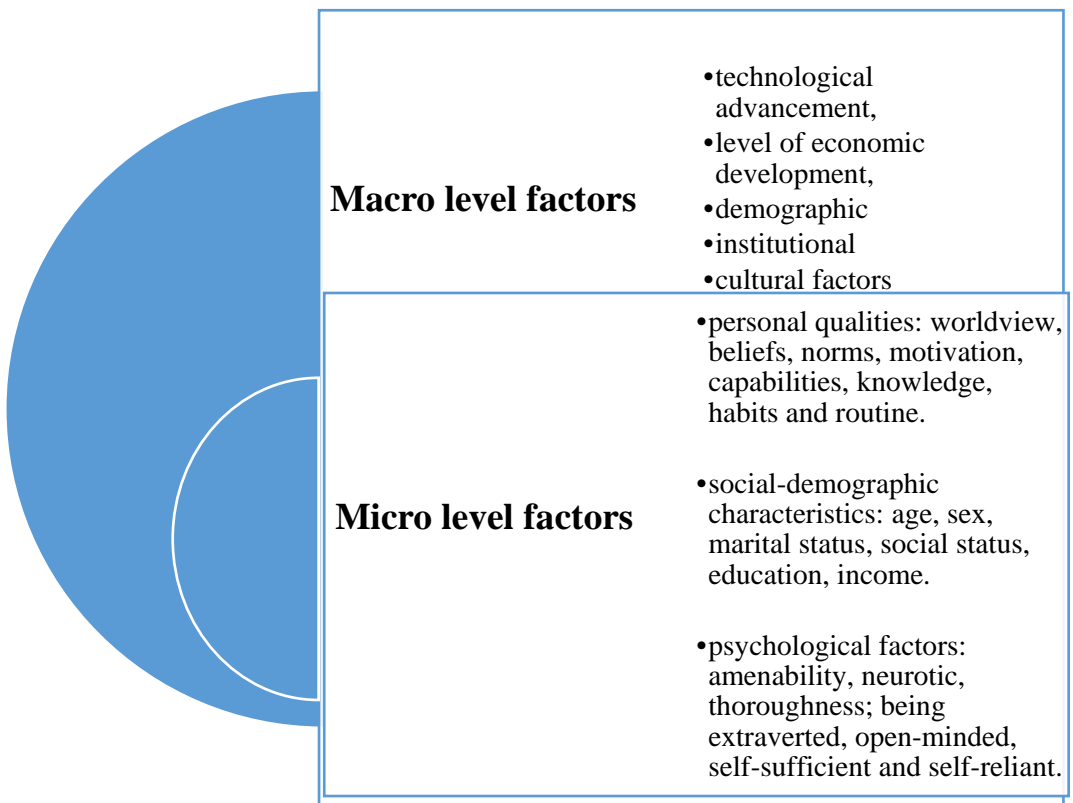 Macro level factors
•technological
advancement,
•level of economic
development,
•demographic
•institutional
•cultural factors
Micro level factors
•personal qualities: worldview,
beliefs, norms, motivation,
capabilities, knowledge,
habits and routine.
•social-demographic
characteristics: age, sex,
marital status, social status,
education, income.
•psychological factors:
amenability, neurotic,
thoroughness; being
extraverted, open-minded,
self-sufficient and self-reliant.